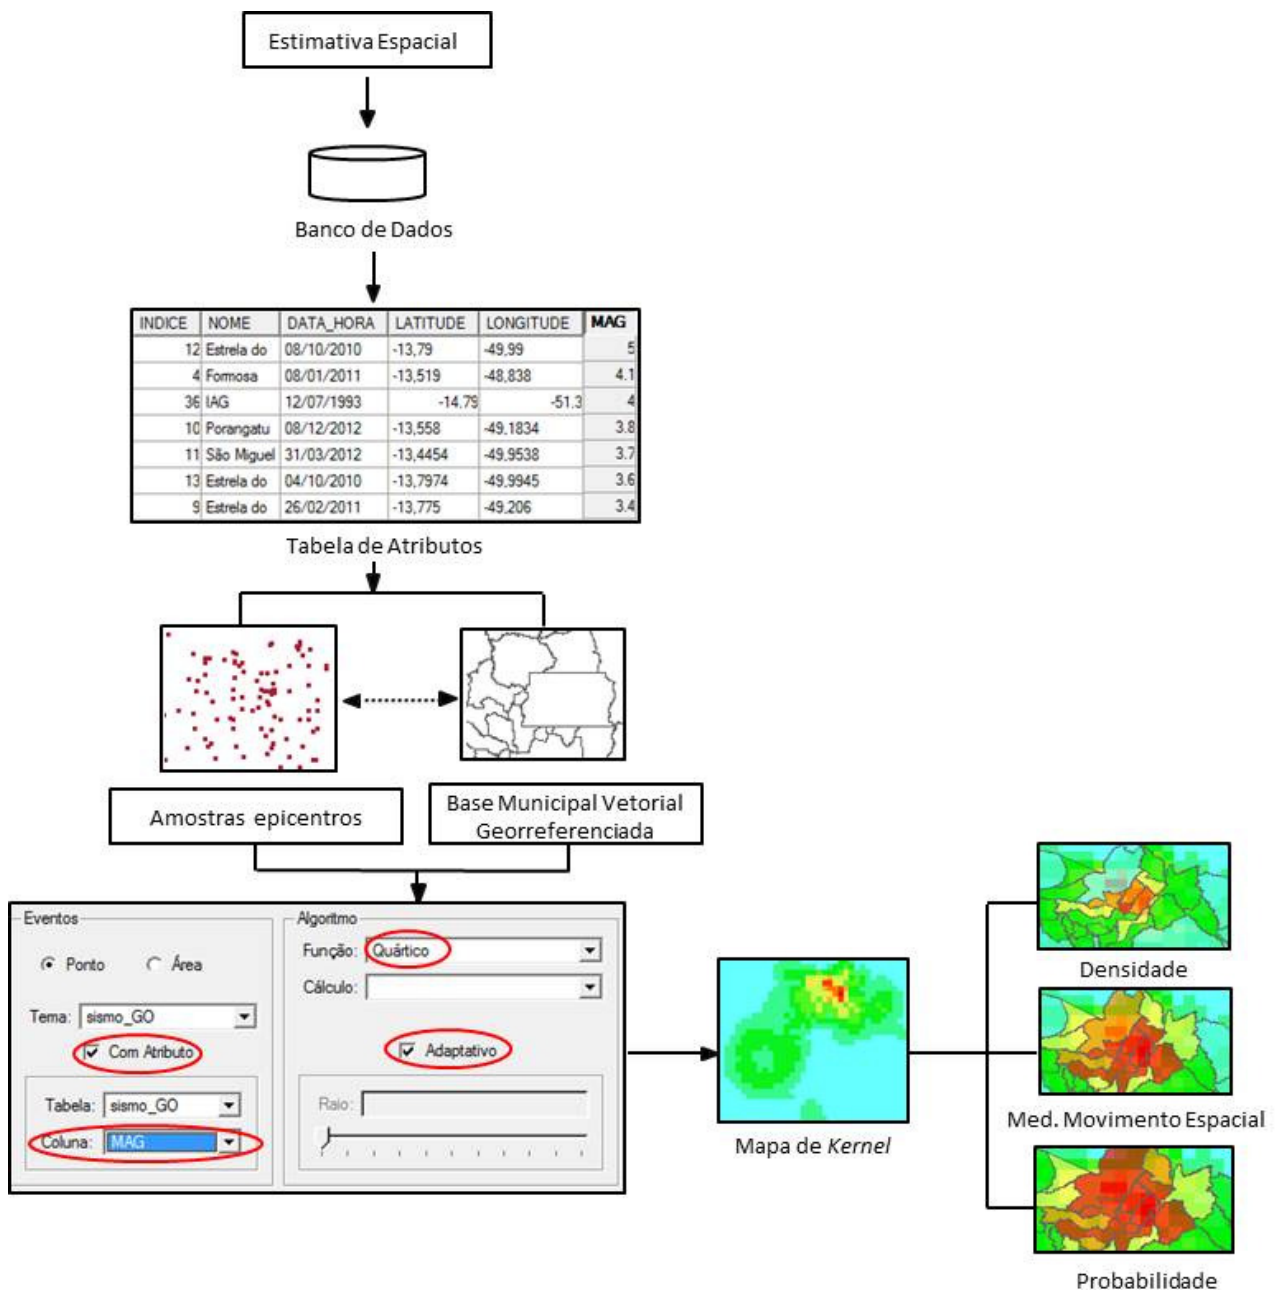 Estimativa Espacial
Banco de Dados
INDICE NOME DATA_HORA LATITUDE LONGITUDE MAG
12 Estrela do 08/10/2010 -13,79 -49,99 5
4 Formosa 08/01/2011 -13,519 -48,838 4.1
36 IAG 12/07/1993 -14.79 -51.3 4
10 Porangatu 08/12/2012 -13,558 -49,1834 3.8
11 São Miguel 31/03/2012 -13,4454 -49,9538 3.7
13 Estrela do 04/10/2010 -13,7974 -49,9945 3.6
9 Estrela do 26/02/2011 -13,775 -49,206 3.4
Tabela de Atributos
Amostras epicentros
Base Municipal Vetorial
Georreferenciada
Eventos
Ponto Área
Tema: sismo_GO
Com Atributo
Tabela: sismo_GO
Coluna: MAG
Algoritmo
Função: Quártico
Cálculo:
Adaptativo
Raio:
Mapa de Kernel
Densidade
Med. Movimento Espacial
Probabilidade